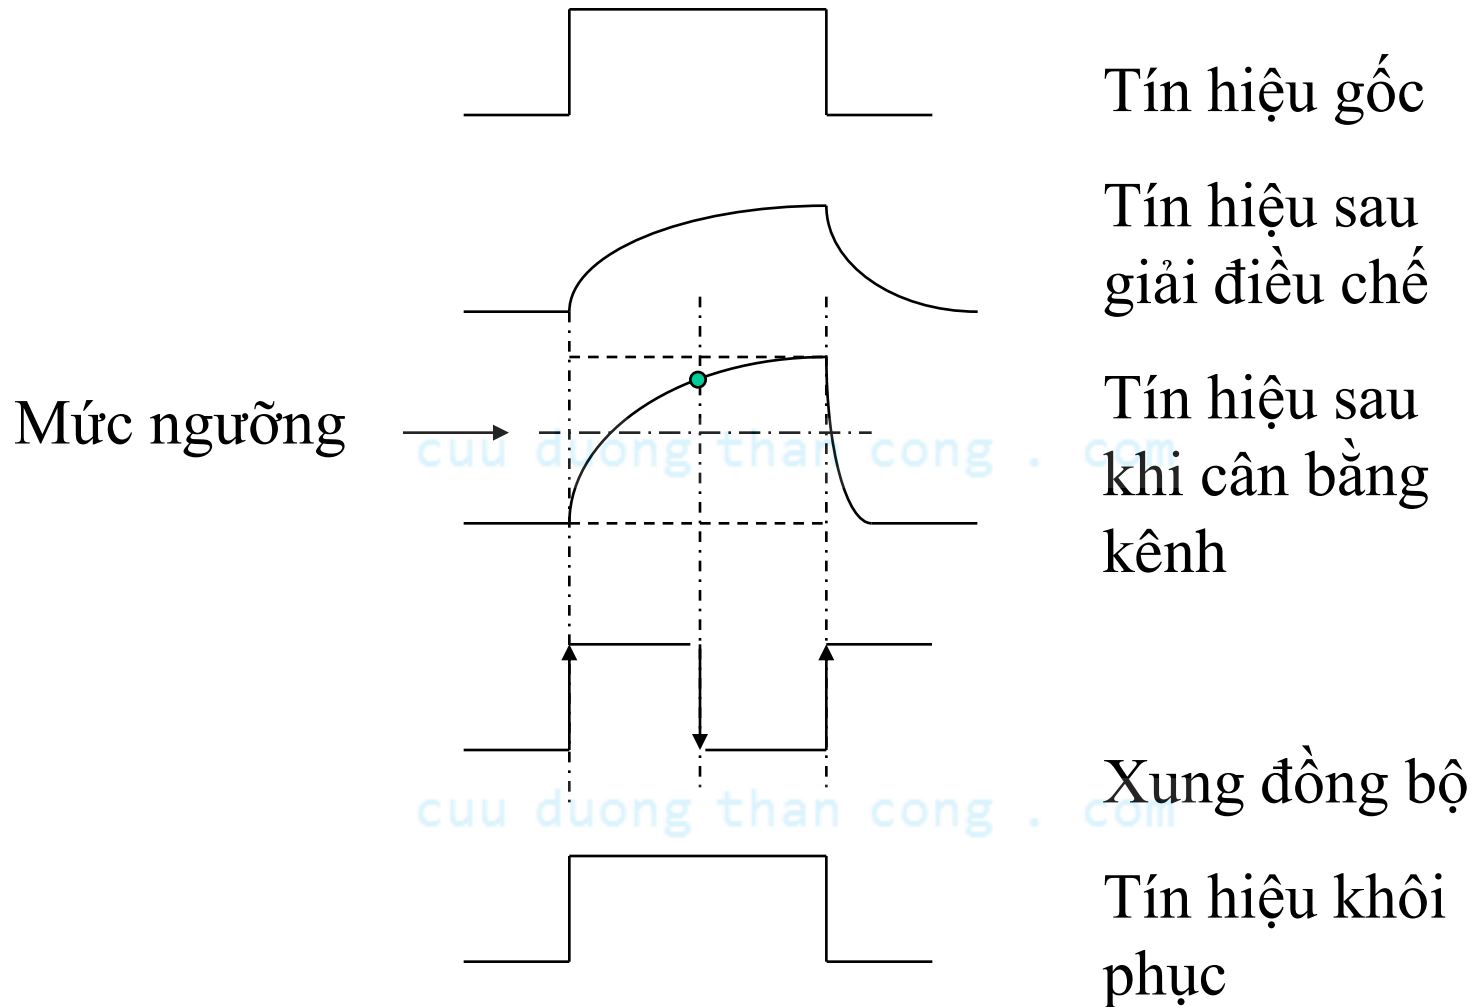 Tín hiệu gốc
Tín hiệu sau
giải điều chế
Tín hiệu sau
khi cân bằng
kênh
Mức ngưỡng
cuu duong than cong . com
Xung đồng bộ
cuu duong than cong . com
Tín hiệu khôi
phục